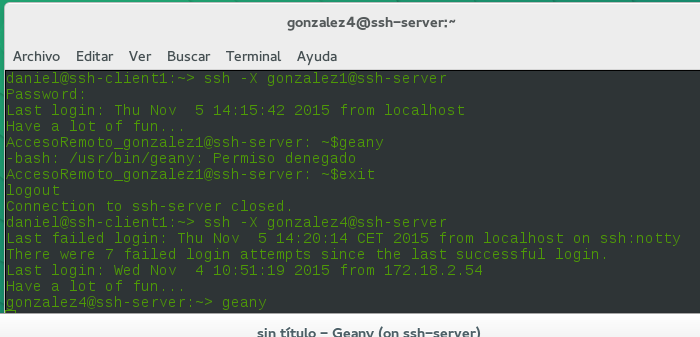 gonzalez4@ssh-server:~
Archivo Editar Ver Buscar Terminal Ayuda
daniel@ssh-client1:~> ssh -X gonzalez1@ssh-server
Password:
Last login: Thu Nov  5 14:15:42 2015 from localhost
Have a lot of fun...
AccesoRemoto_gonzalez1@ssh-server: ~$geany
-bash: /usr/bin/geany: Permiso denegado
AccesoRemoto_gonzalez1@ssh-server: ~$exit
logout
Connection to ssh-server closed.
daniel@ssh-client1:~> ssh -X gonzalez4@ssh-server
Last failed login: Thu Nov  5 14:20:14 CET 2015 from localhost on ssh:notty
There were 7 failed login attempts since the last successful login.
Last login: Wed Nov  4 10:51:19 2015 from 172.18.2.54
Have a lot of fun...
gonzalez4@ssh-server:~> geany
sin título - Geany (on ssh-server)